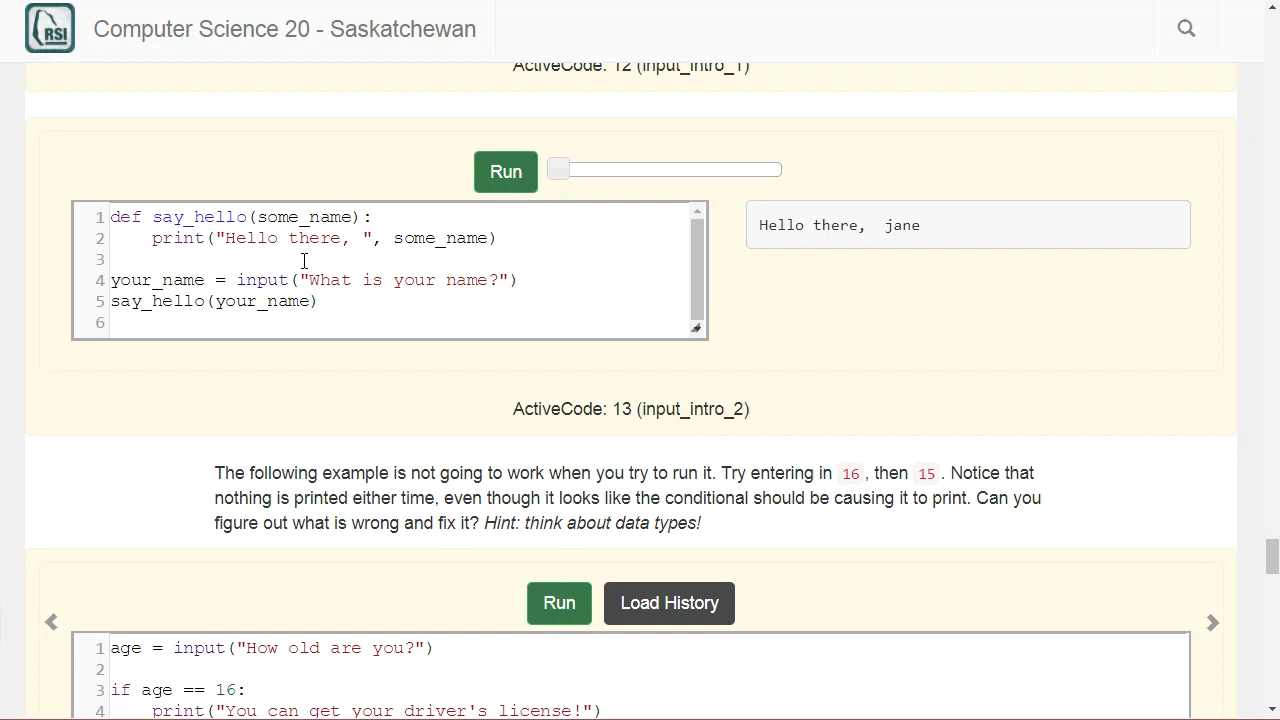 RSI
Computer Science 20 - Saskatchewan
ActiveCode: 12 (input_intro_1)
Run
1 def say_hello(some_name):
2     print("Hello there, ", some_name)
3
4 your_name = input("What is your name?")
5 say_hello(your_name)
6
Hello there,  jane
ActiveCode: 13 (input_intro_2)
The following example is not going to work when you try to run it. Try entering in 16, then 15. Notice that
nothing is printed either time, even though it looks like the conditional should be causing it to print. Can you
figure out what is wrong and fix it? Hint: think about data types!
Run
Load History
1 age = input("How old are you?")
2
3 if age == 16:
4     print("You can get your driver's license!")